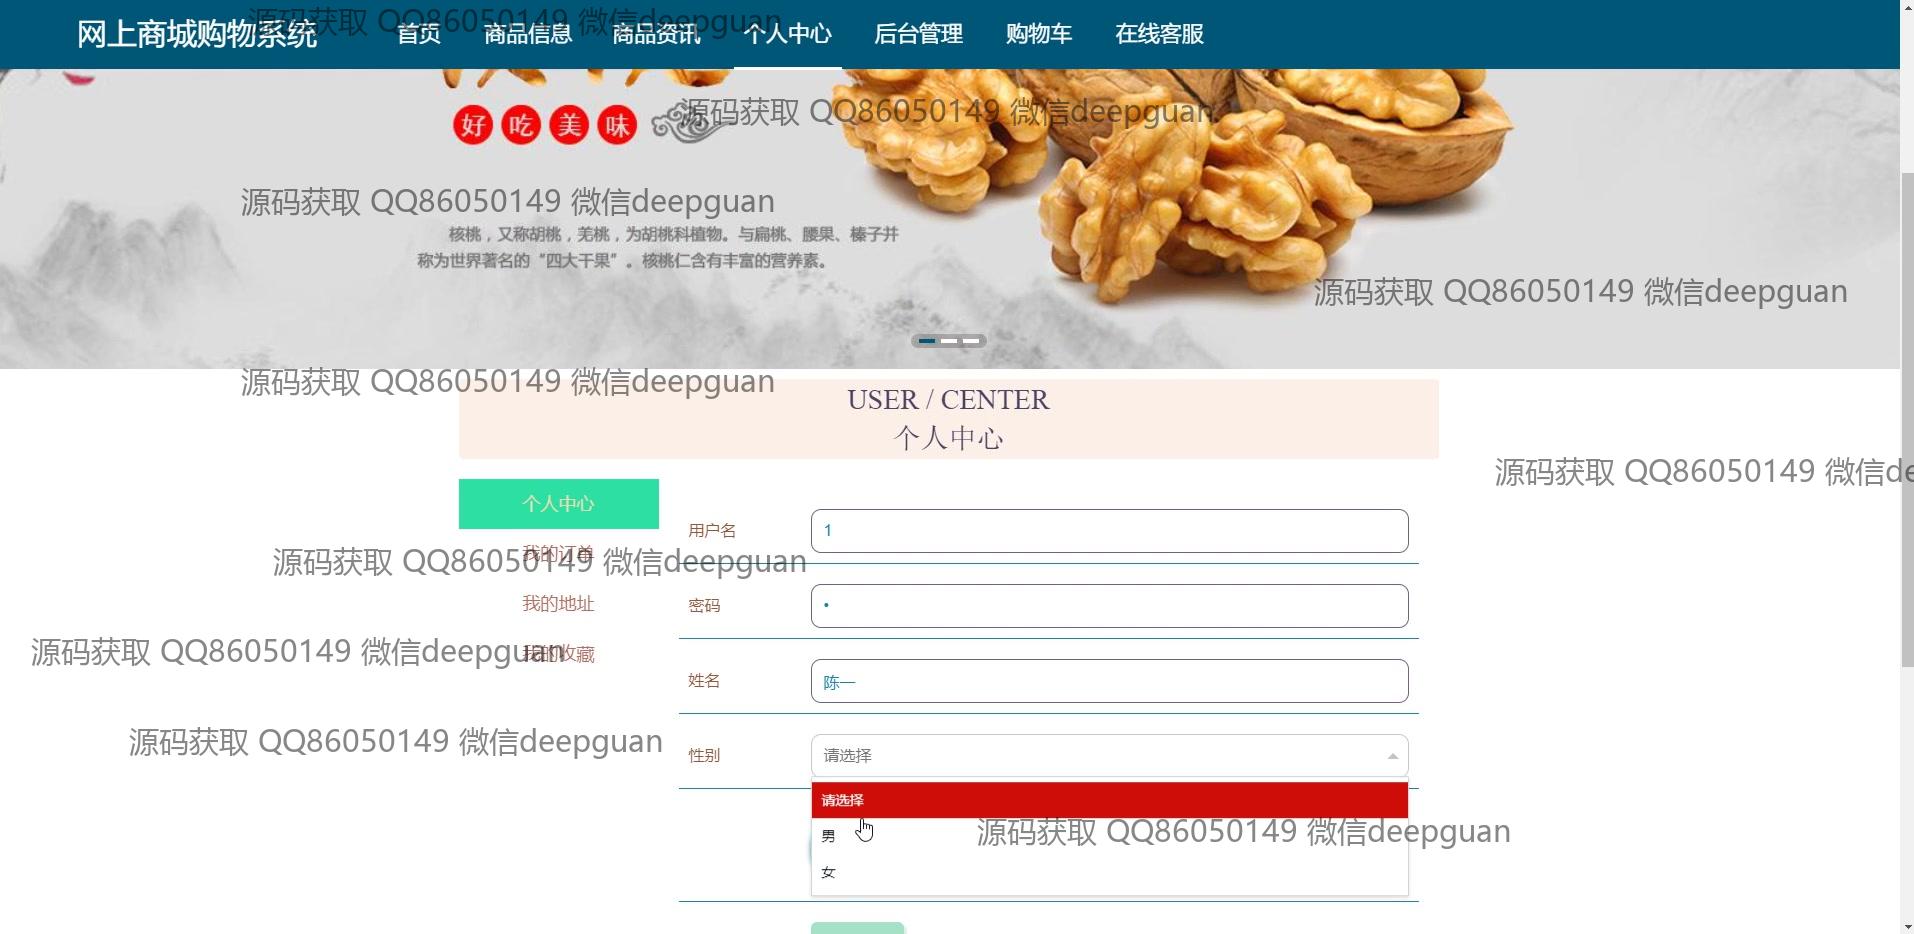 网上商城购物系统
首页 商品信息 商品资讯 个人中心 后台管理 购物车 在线客服
源码获取 QQ86050149 微信deepguan
好吃美味
源码获取 QQ86050149 微信deepguan
源码获取 QQ86050149 微信deepguan
核桃，又称胡桃，羌桃，为胡桃科植物。与扁桃、腰果、榛子并
称为世界著名的“四大干果”。核桃仁含有丰富的营养素。
源码获取 QQ86050149 微信deepguan
源码获取 QQ86050149 微信deepguan
USER / CENTER
个人中心
源码获取 QQ86050149 微信de
个人中心
用户名
1
我的订单
源码获取 QQ86050149 微信deepguan
我的地址
密码
•
源码获取 QQ86050149 微信deepguan
我的收藏
姓名
陈一
源码获取 QQ86050149 微信deepguan
性别
请选择
请选择
男
源码获取 QQ86050149 微信deepguan
女